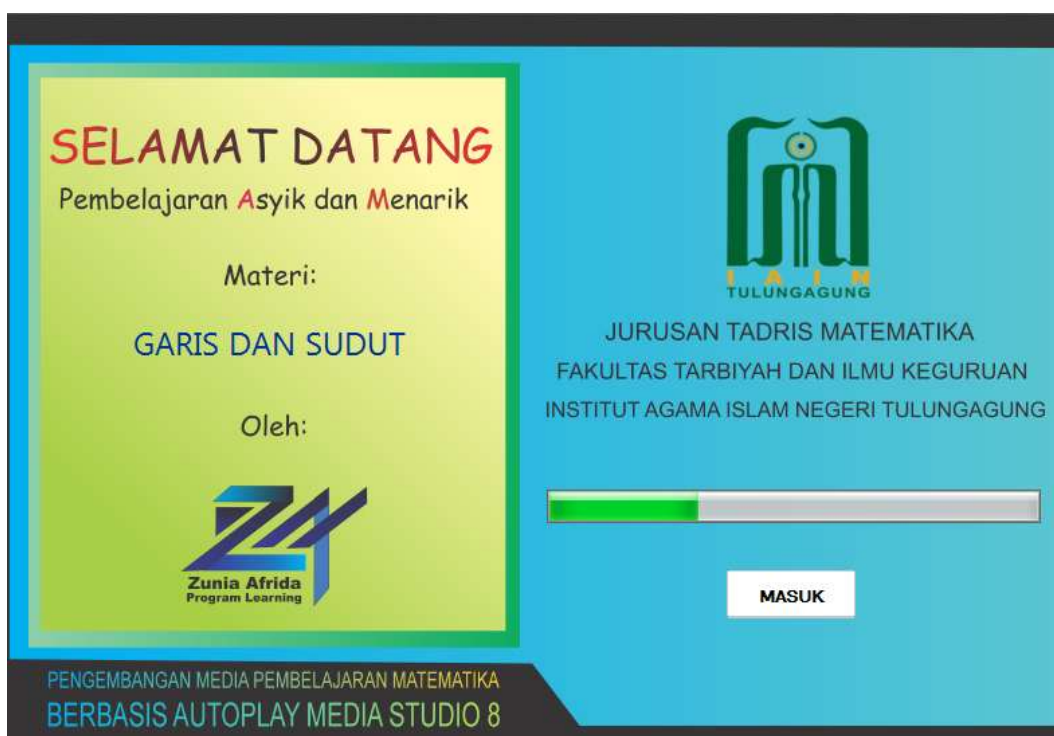 SELAMAT DATANG
Pembelajaran Asyik dan Menarik
Materi:
GARIS DAN SUDUT
Oleh:
ZA
Zunia Afrida
Program Learning
PENGEMBANGAN MEDIA PEMBELAJARAN MATEMATIKA
BERBASIS AUTOPLAY MEDIA STUDIO 8
IAIN
TULUNGAGUNG
JURUSAN TADRIS MATEMATIKA
FAKULTAS TARBIYAH DAN ILMU KEGURUAN
INSTITUT AGAMA ISLAM NEGERI TULUNGAGUNG
MASUK